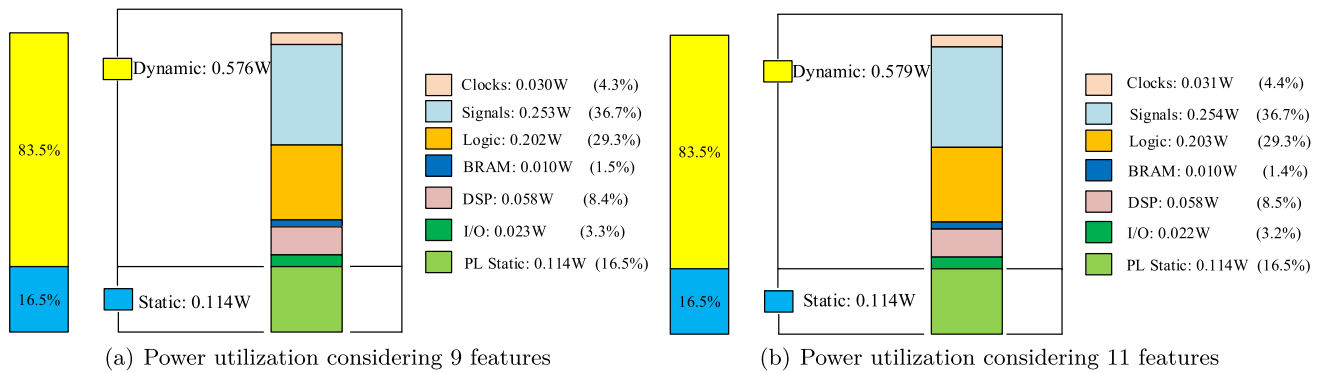 83.5%
16.5%
Dynamic: 0.576W
Static: 0.114W
Clocks: 0.030W (4.3%)
Signals: 0.253W (36.7%)
Logic: 0.202W (29.3%)
BRAM: 0.010W (1.5%)
DSP: 0.058W (8.4%)
I/O: 0.023W (3.3%)
PL Static: 0.114W (16.5%)
(a) Power utilization considering 9 features
83.5%
16.5%
Dynamic: 0.579W
Static: 0.114W
Clocks: 0.031W (4.4%)
Signals: 0.254W (36.7%)
Logic: 0.203W (29.3%)
BRAM: 0.010W (1.4%)
DSP: 0.058W (8.5%)
I/O: 0.022W (3.2%)
PL Static: 0.114W (16.5%)
(b) Power utilization considering 11 features